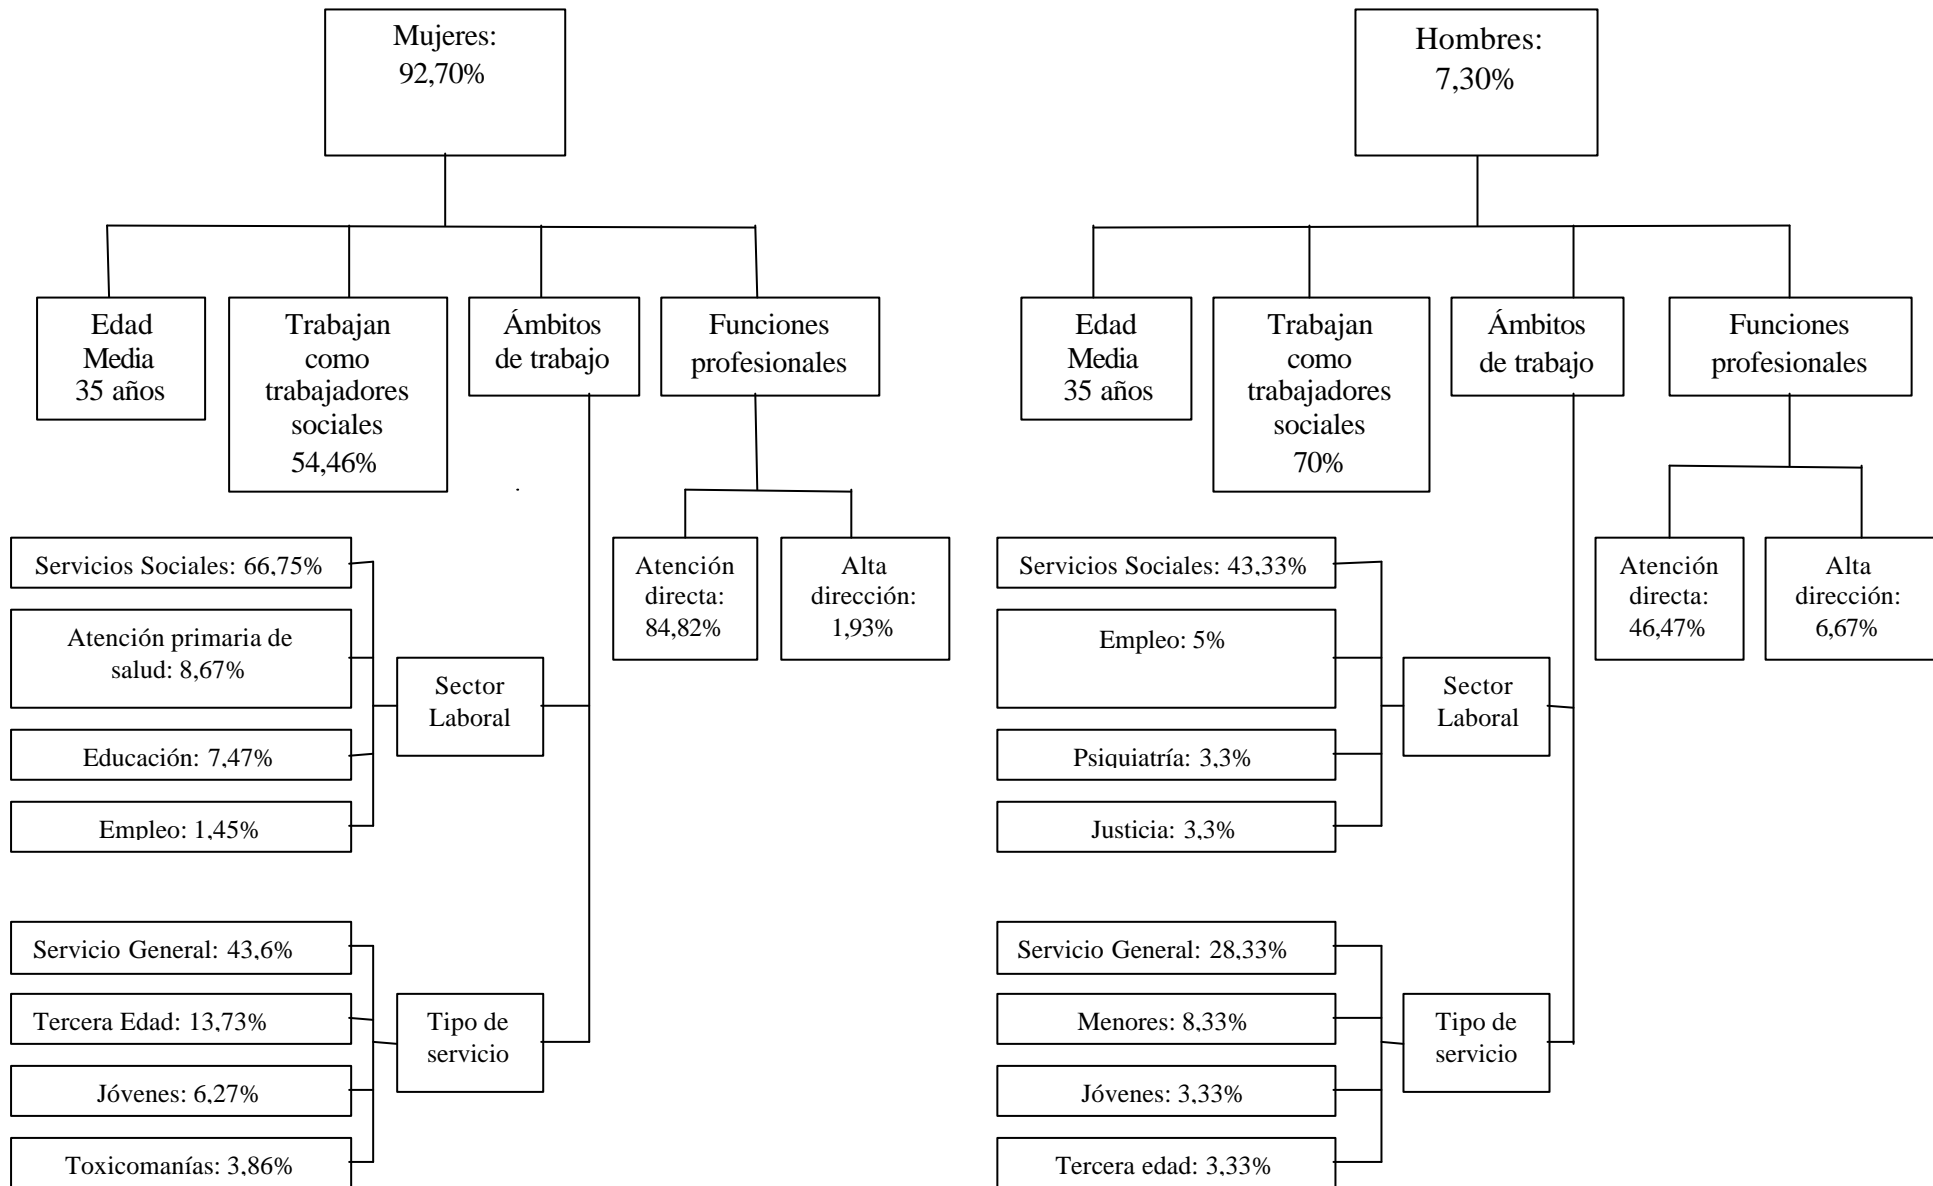 Mujeres:
92,70%
Edad
Media
35 años
Trabajan
como
trabajadores
sociales
54,46%
Ámbitos
de trabajo
Funciones
profesionales
Atención
directa:
84,82%
Alta
dirección:
1,93%
Servicios Sociales: 66,75%
Atención primaria de
salud: 8,67%
Educación: 7,47%
Empleo: 1,45%
Sector
Laboral
Servicio General: 43,6%
Tercera Edad: 13,73%
Jóvenes: 6,27%
Toxicomanías: 3,86%
Tipo de
servicio
Hombres:
7,30%
Edad
Media
35 años
Trabajan
como
trabajadores
sociales
70%
Ámbitos
de trabajo
Funciones
profesionales
Atención
directa:
46,47%
Alta
dirección:
6,67%
Servicios Sociales: 43,33%
Empleo: 5%
Psiquiatría: 3,3%
Justicia: 3,3%
Sector
Laboral
Servicio General: 28,33%
Menores: 8,33%
Jóvenes: 3,33%
Tercera edad: 3,33%
Tipo de
servicio